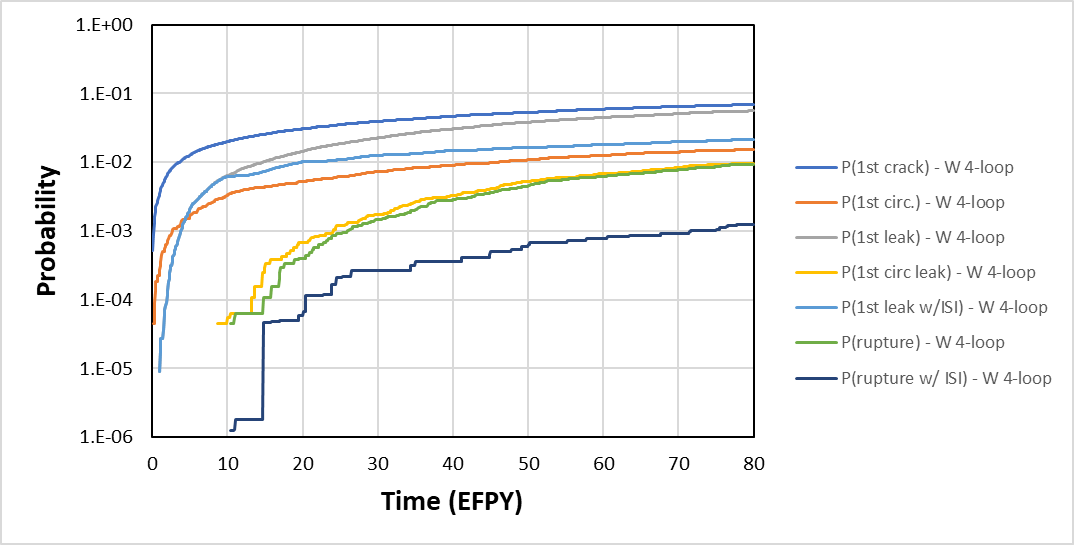 1.E+00
1.E-01
1.E-02
1.E-03
1.E-04
1.E-05
1.E-06
Probability
0 10 20 30 40 50 60 70 80
Time (EFPY)
P(1st crack) - W 4-loop
P(1st circ.) - W 4-loop
P(1st leak) - W 4-loop
P(1st circ leak) - W 4-loop
P(1st leak w/ISI) - W 4-loop
P(rupture) - W 4-loop
P(rupture w/ ISI) - W 4-loop